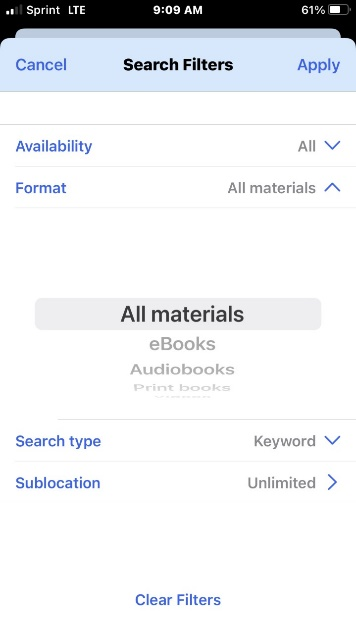 Sprint LTE 9:09 AM 61%
Cancel Search Filters Apply
Availability All
Format All materials
All materials
eBooks
Audiobooks
Print books
Search type Keyword
Sublocation Unlimited
Clear Filters